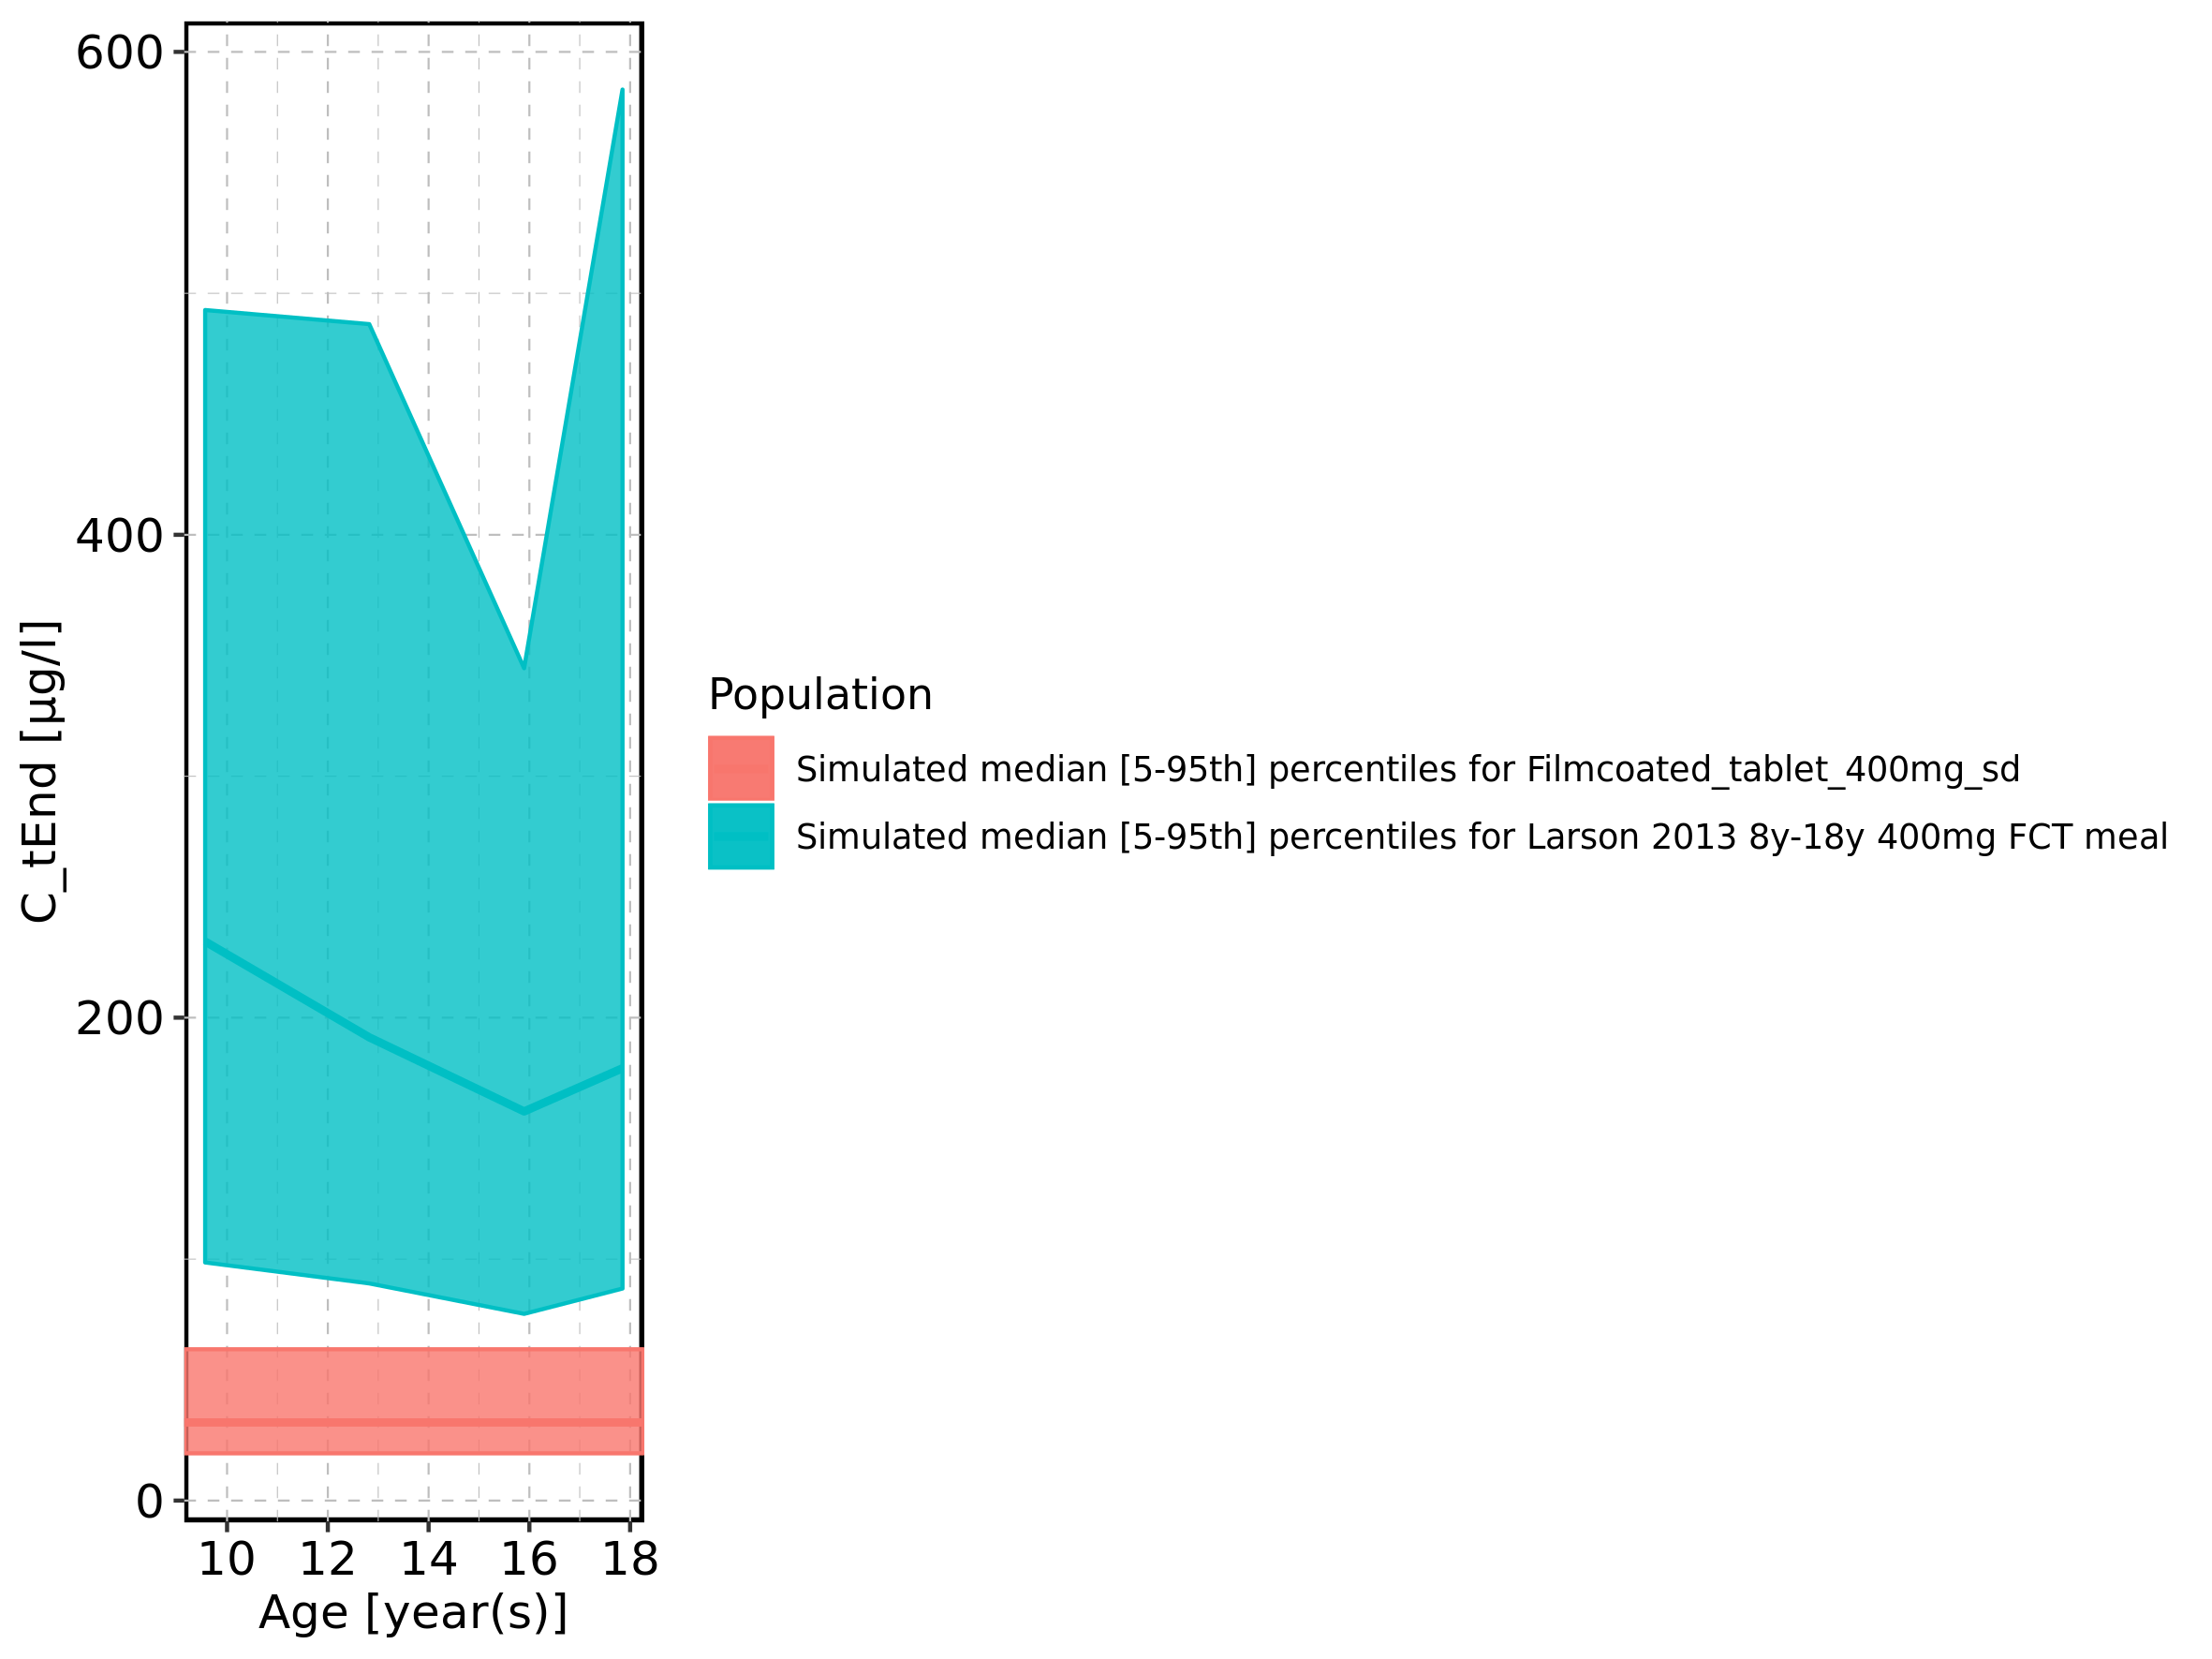 600
400
200
0
C_tEnd [µg/l]
10 12 14 16 18
Age [year(s)]
Population
Simulated median [5-95th] percentiles for Filmcoated_tablet_400mg_sd
Simulated median [5-95th] percentiles for Larson 2013 8y-18y 400mg FCT meal